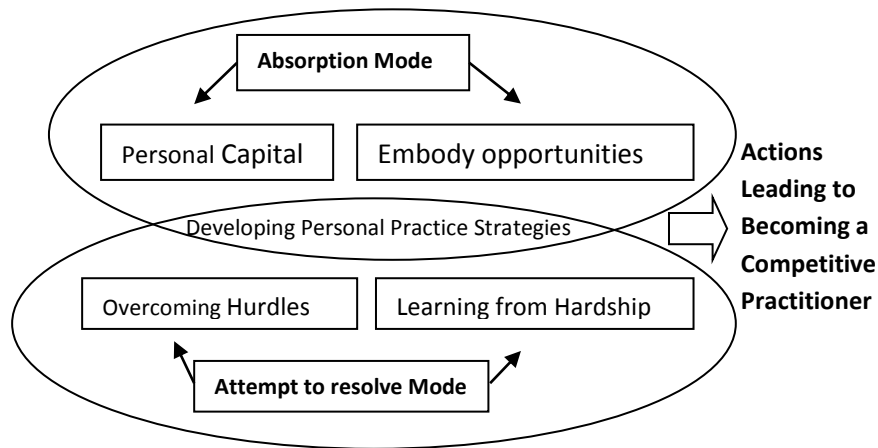 Absorption Mode
Personal Capital
Embody opportunities
Developing Personal Practice Strategies
Overcoming Hurdles
Learning from Hardship
Attempt to resolve Mode
Actions
Leading to
Becoming a
Competitive
Practitioner